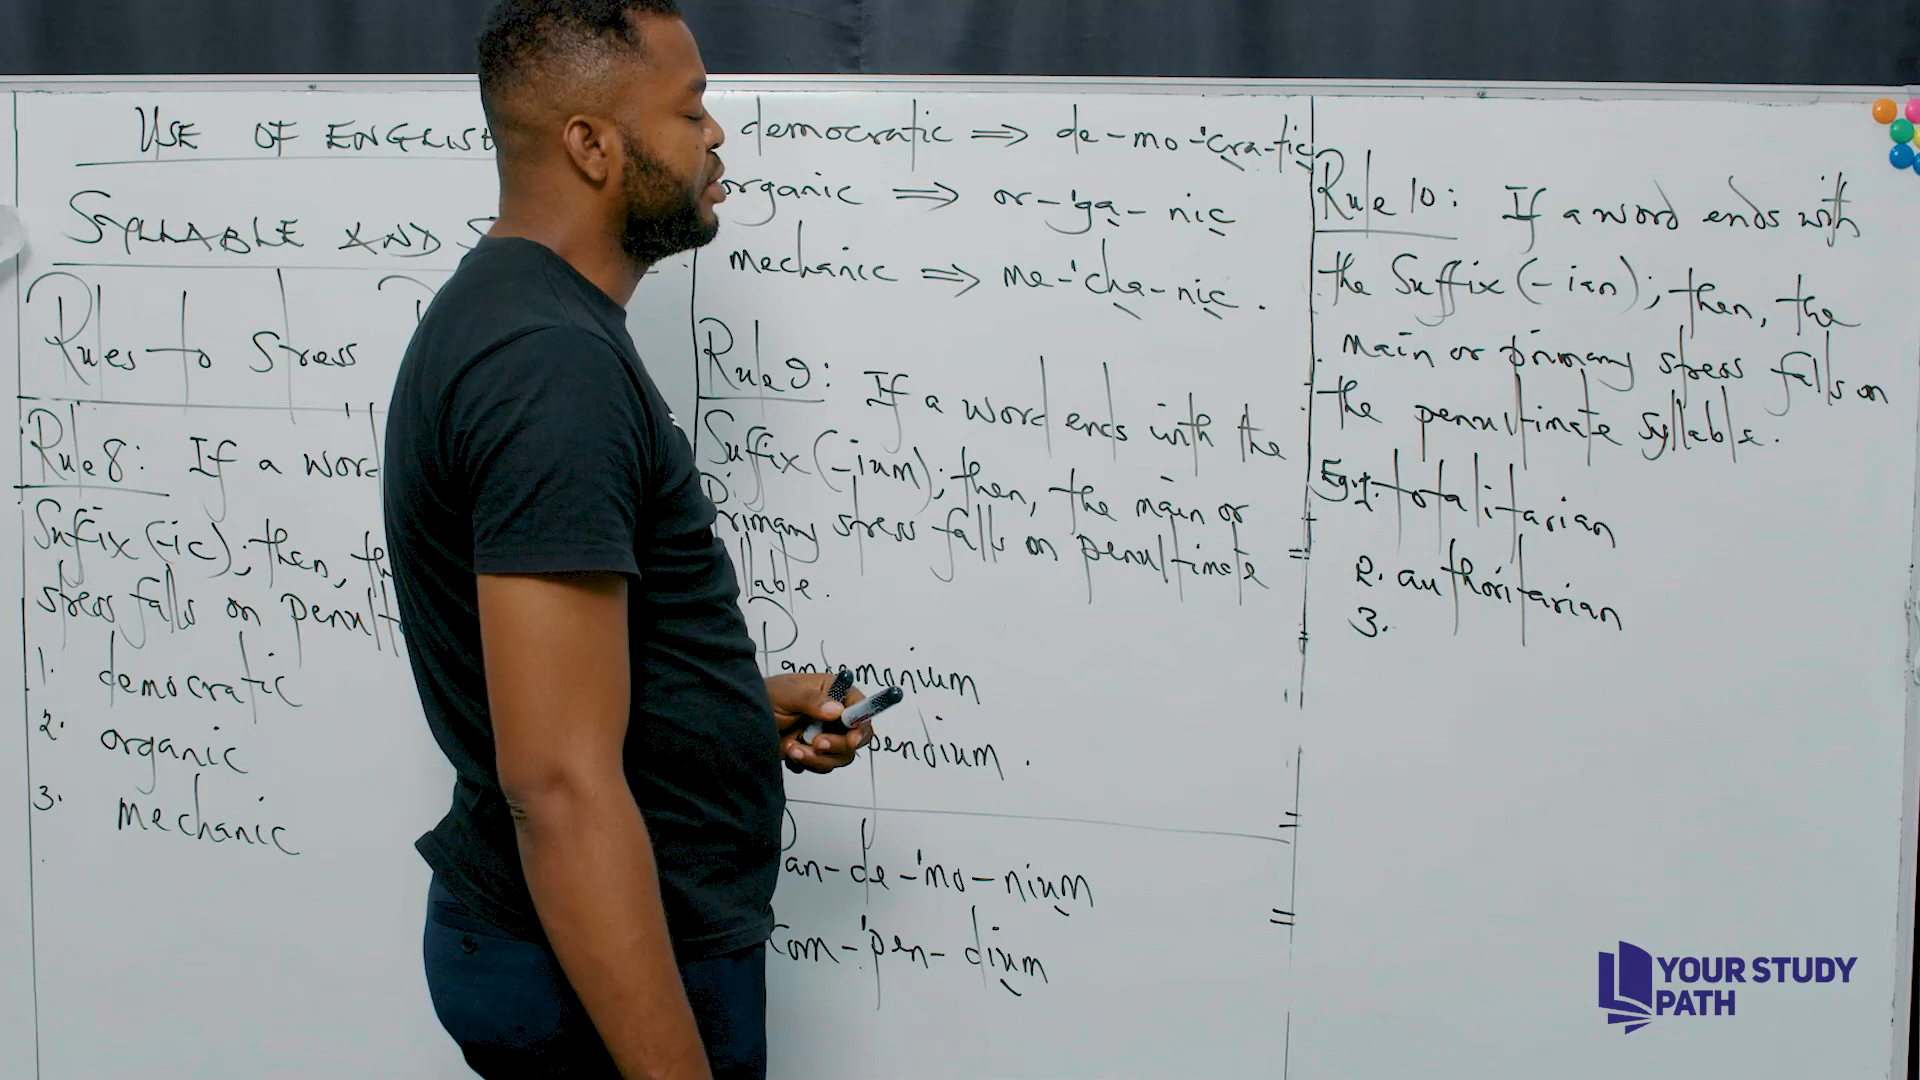 USE OF ENGLIS
SYLLABLE AND S
Rules to Stress
Rule 8: If a word
Suffix (-ic); then, the
stress falls on penult
1. democratic
2. organic
3. mechanic
democratic ⇒ de-mo-'cra-tic
organic ⇒ or-'ga-nic
mechanic ⇒ me-'cha-nic.
Rule 9: If a word ends with the
Suffix (-ium); then, the main or
primary stress falls on penultimate
llable.
Pandemonium
pendium.
Pan-de-'mo-nium
com-'pen-dium
Rule 10: If a word ends with
the Suffix (-ian); then, the
main or primary stress falls on
the penultimate syllable.
Eg. 1. totalitarian
2. authoritarian
3.
YOUR STUDY
PATH